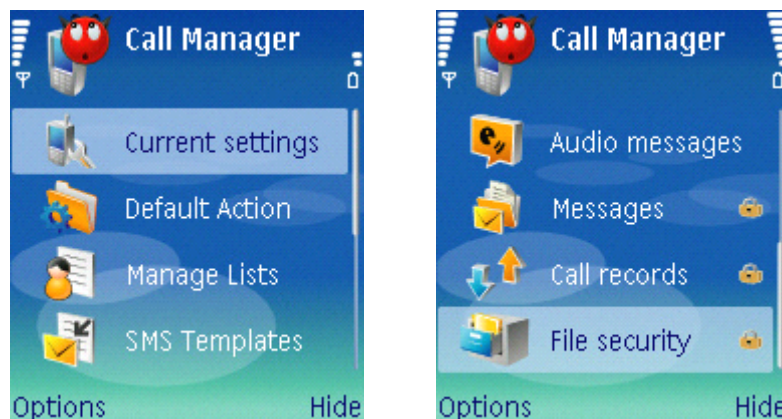 Call Manager
Current settings
Default Action
Manage Lists
SMS Templates
Options Hide
Call Manager
Audio messages
Messages
Call records
File security
Options Hide